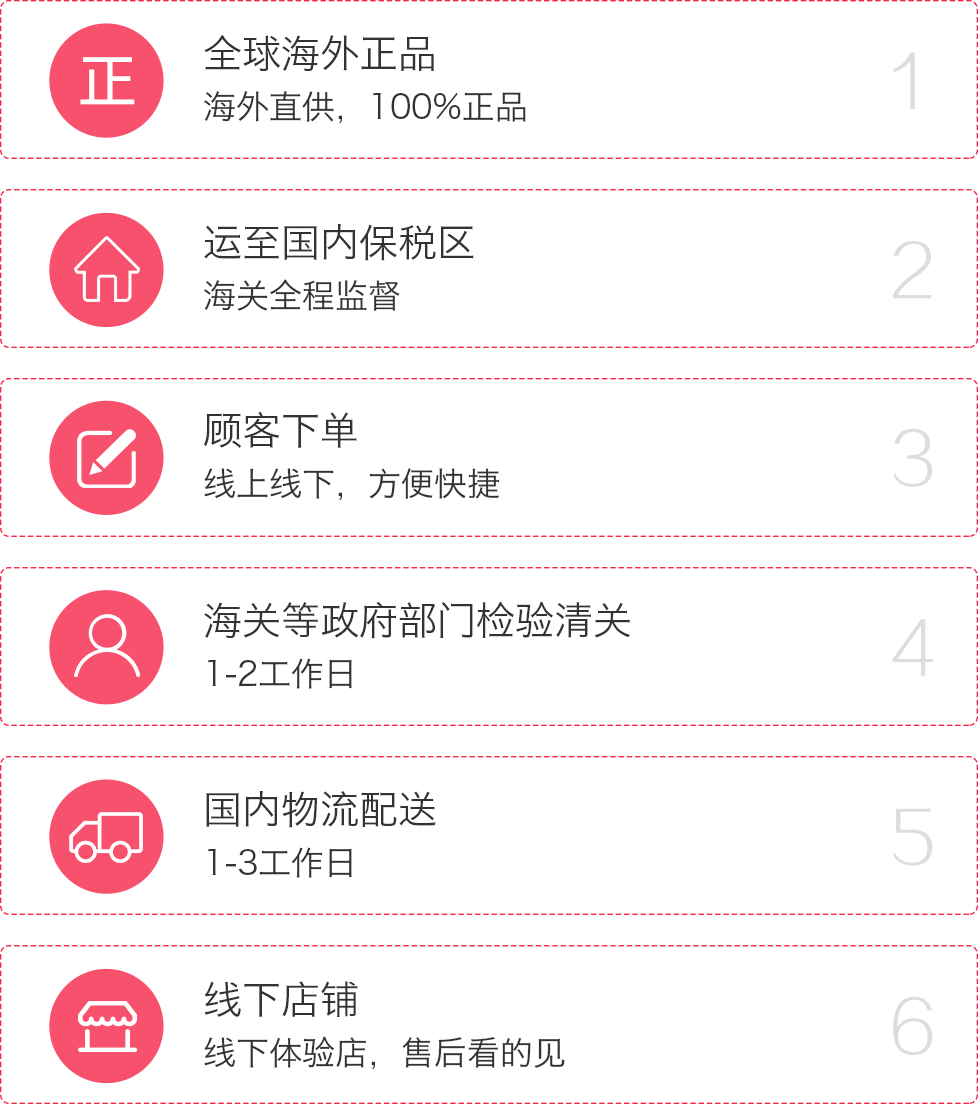 正
全球海外正品
海外直供，100%正品
1
运至国内保税区
海关全程监督
2
顾客下单
线上线下，方便快捷
3
海关等政府部门检验清关
1-2工作日
4
国内物流配送
1-3工作日
5
线下店铺
线下体验店，售后看的见
6